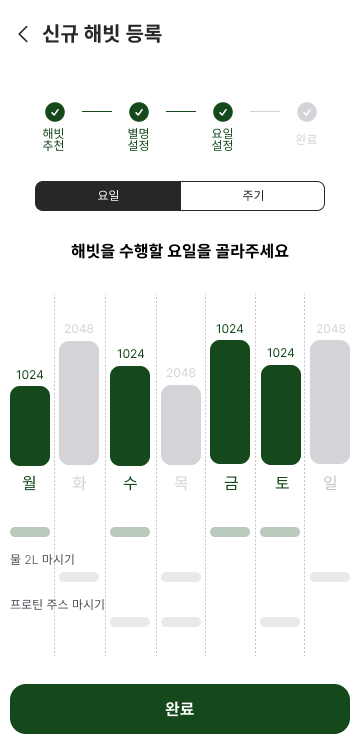 신규 해빗 등록
해빗
추천
별명
설정
요일
설정
완료
요일
주기
해빗을 수행할 요일을 골라주세요
1024
2048
1024
2048
1024
1024
2048
월
화
수
목
금
토
일
물 2L 마시기
프로틴 주스 마시기
완료